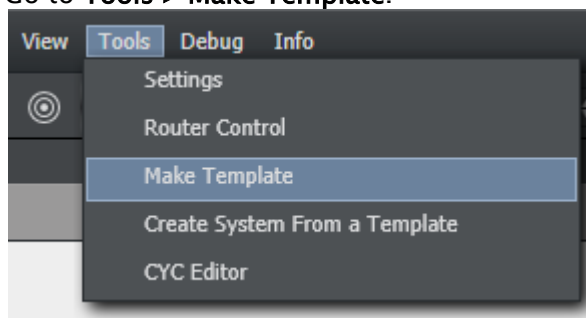 Go to Tools > Make Template.
View Tools Debug Info
Settings
Router Control
Make Template
Create System From a Template
CYC Editor